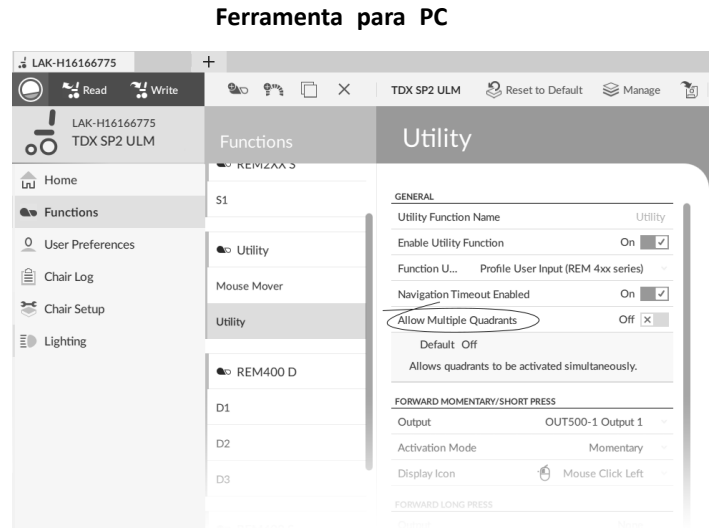 Ferramenta para PC
LAK-H16166775
+
Read Write
TDX SP2 ULM Reset to Default Manage
LAK-H16166775
TDX SP2 ULM
Home
Functions
User Preferences
Chair Log
Chair Setup
Lighting
Functions
REM2XX S
S1
Utility
Mouse Mover
Utility
REM400 D
D1
D2
D3
Utility
GENERAL
Utility Function Name Utility
Enable Utility Function On
Function U... Profile User Input (REM 4xx series)
Navigation Timeout Enabled On
Allow Multiple Quadrants Off
Default Off
Allows quadrants to be activated simultaneously.
FORWARD MOMENTARY/SHORT PRESS
Output OUT500-1 Output 1
Activation Mode Momentary
Display Icon Mouse Click Left
FORWARD LONG PRESS